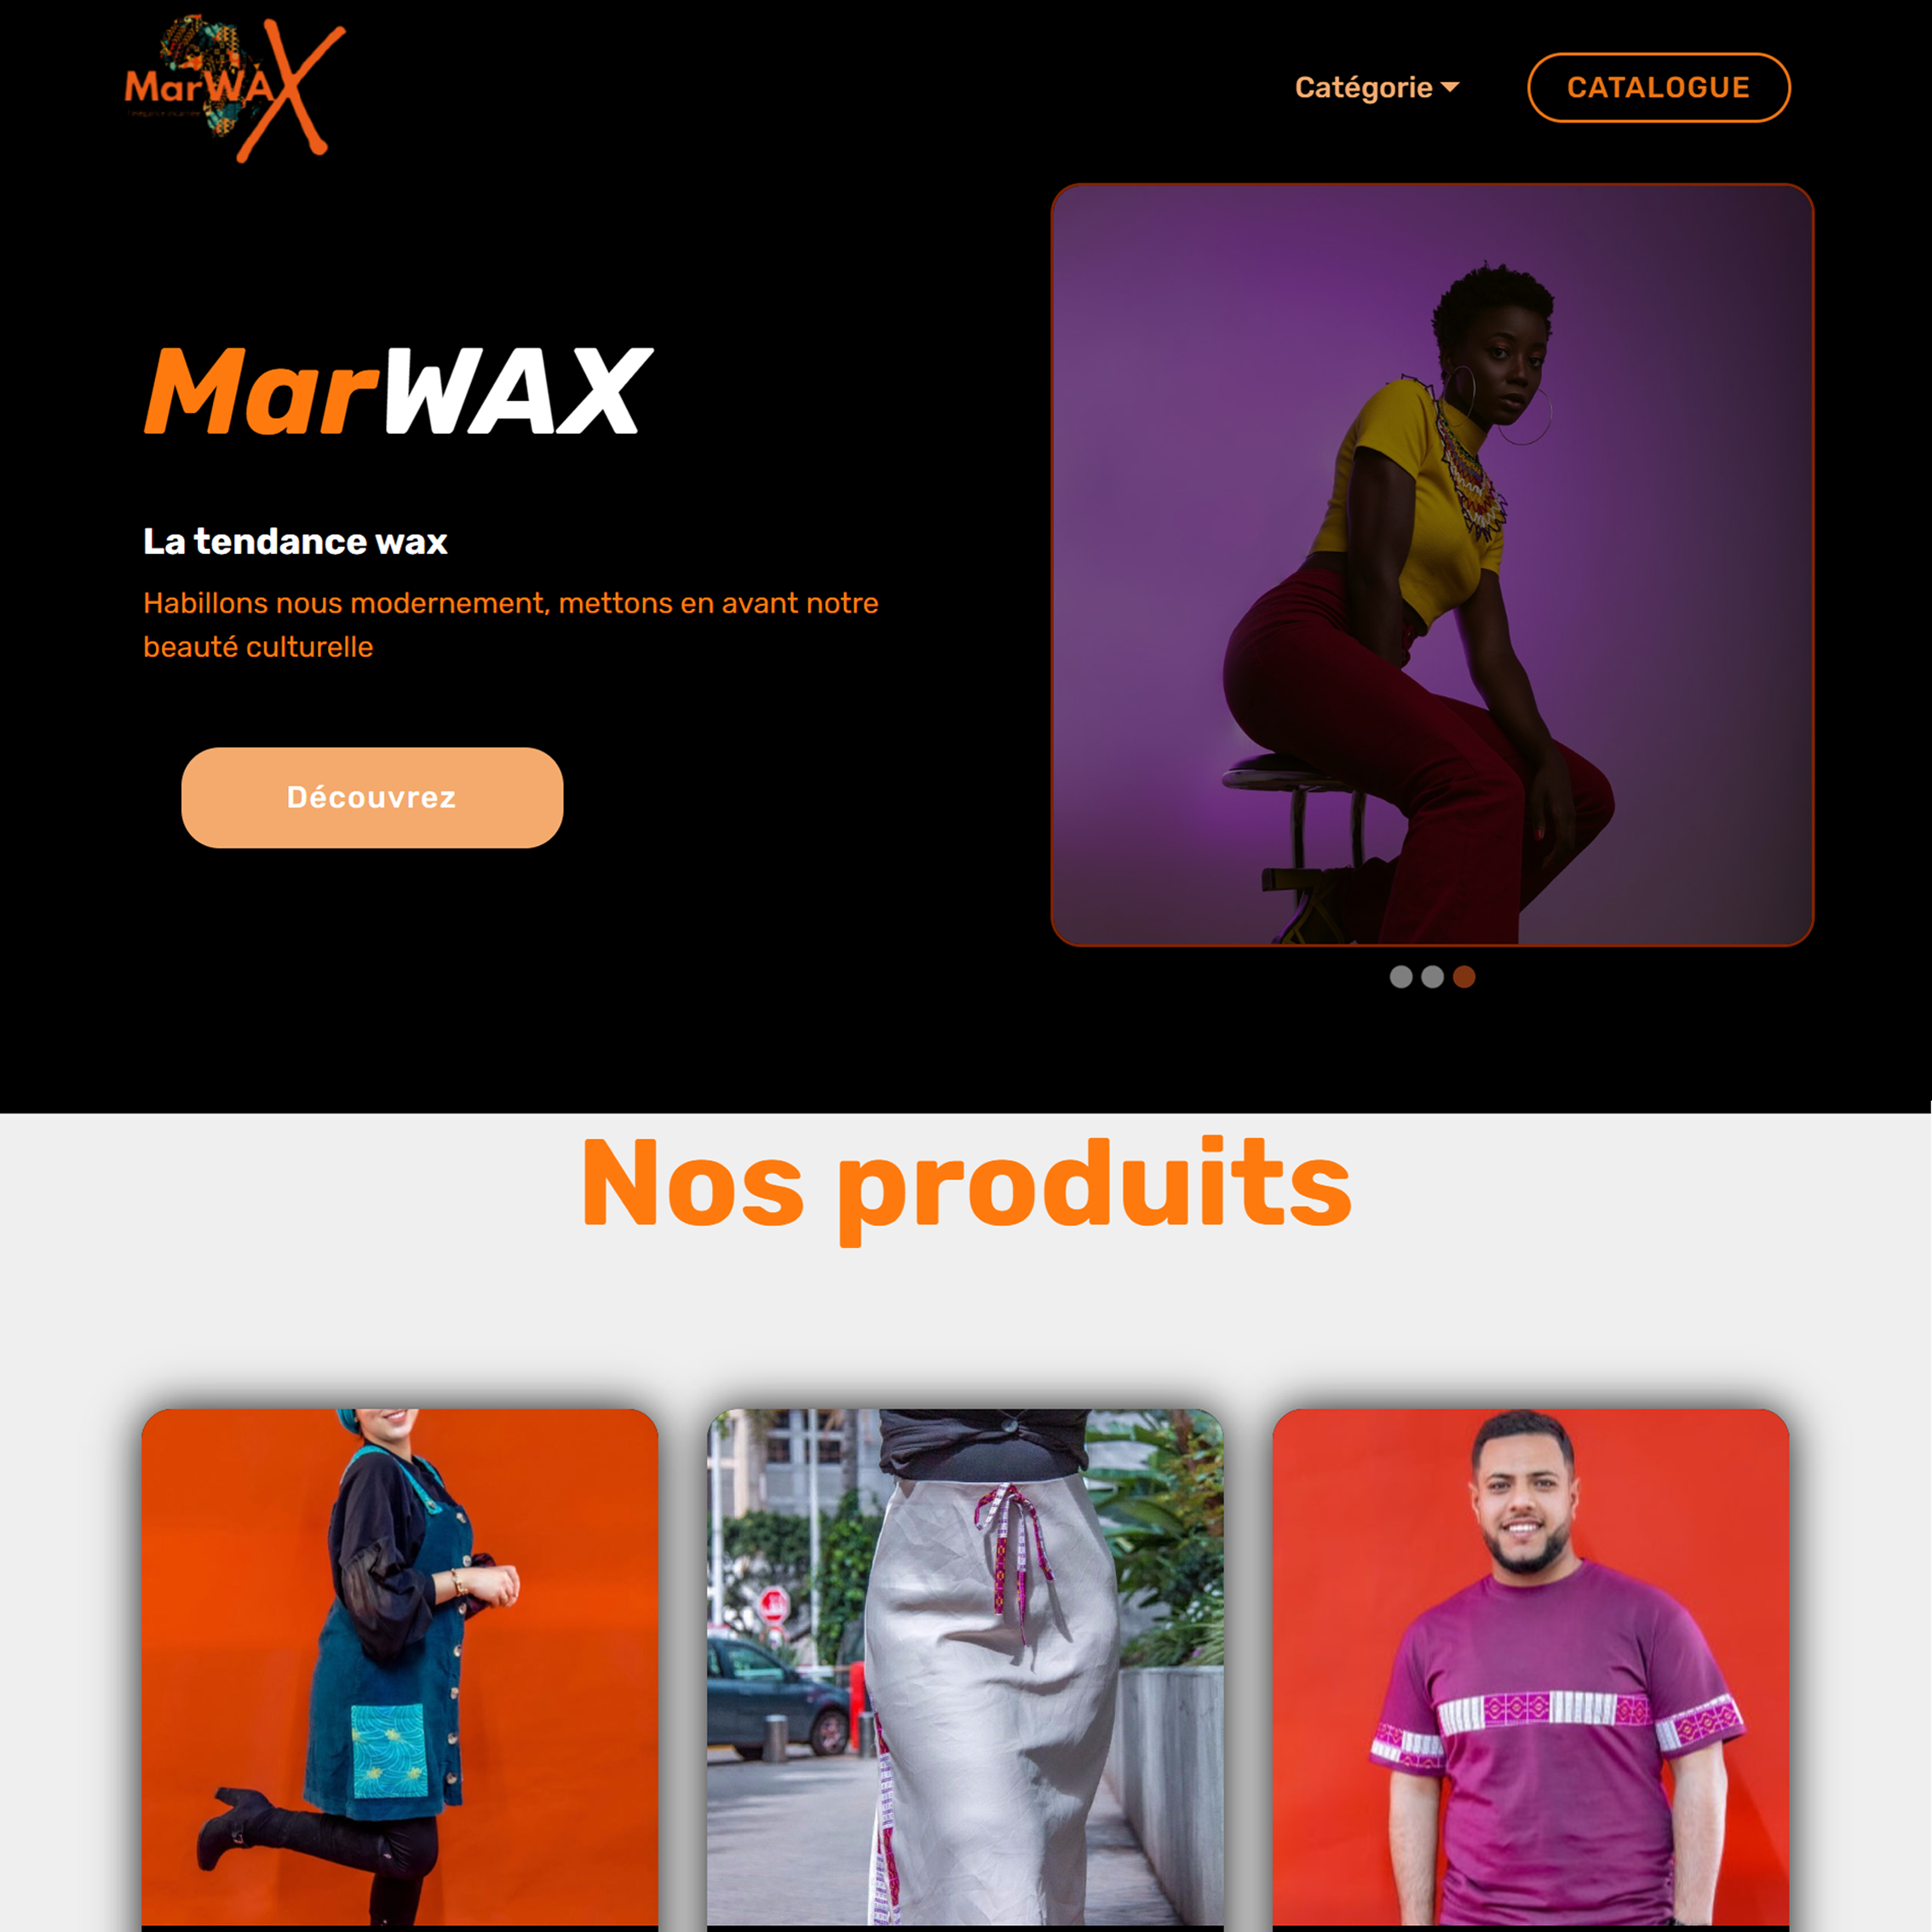 MarWAX
Catégorie
CATALOGUE
MarWAX
La tendance wax
Habillons nous modernement, mettons en avant notre
beauté culturelle
Découvrez
Nos produits